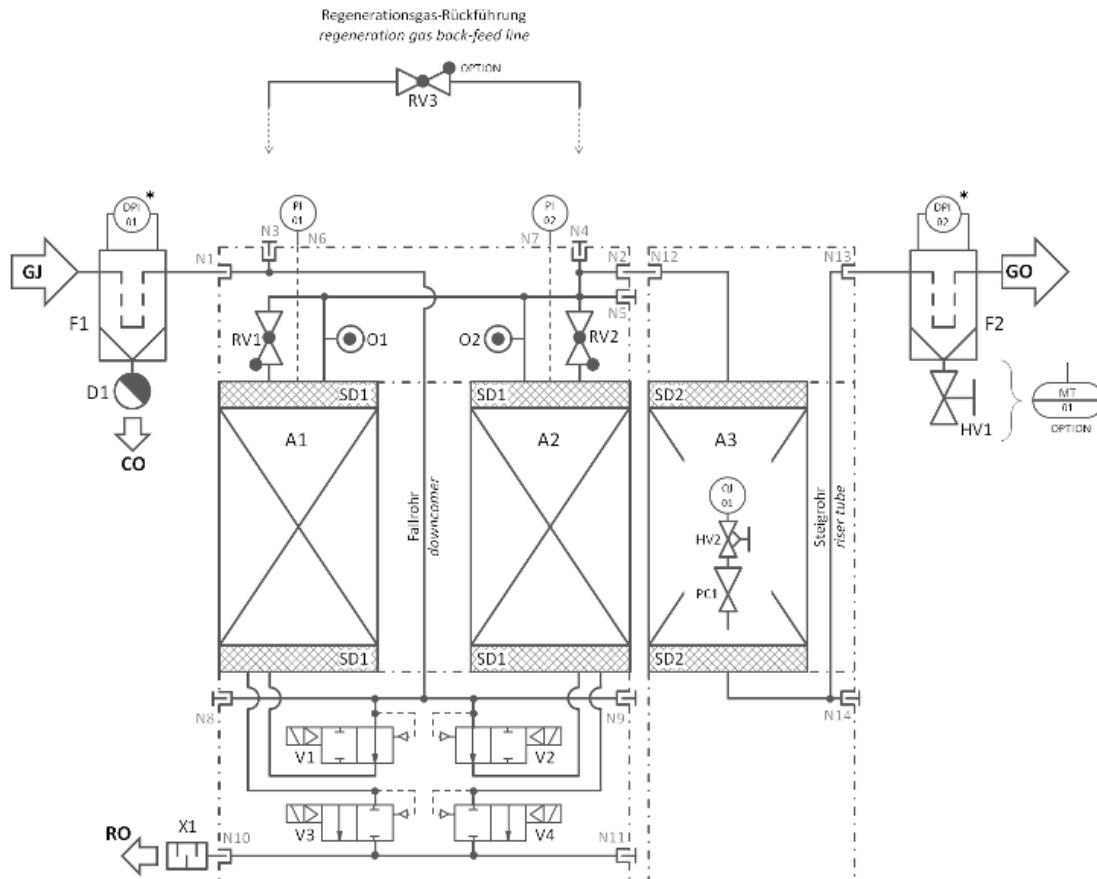 Regenerationsgas-Rückführung
regeneration gas back-feed line
OPTION
RV3
DPI
01
*
PI
01
PI
02
DPI
02
*
N3
N6
N7
N4
GJ
N1
N2
N12
N13
GO
N5
F1
RV1
O1
O2
RV2
F2
D1
SD1
SD1
SD2
MT
01
HV1
OPTION
CO
A1
A2
A3
Fallrohr
downcomer
Steigrohr
riser tube
QJ
01
HV2
PC1
SD1
SD1
SD2
N8
N9
N14
V1
V2
X1
V3
V4
RO
N10
N11